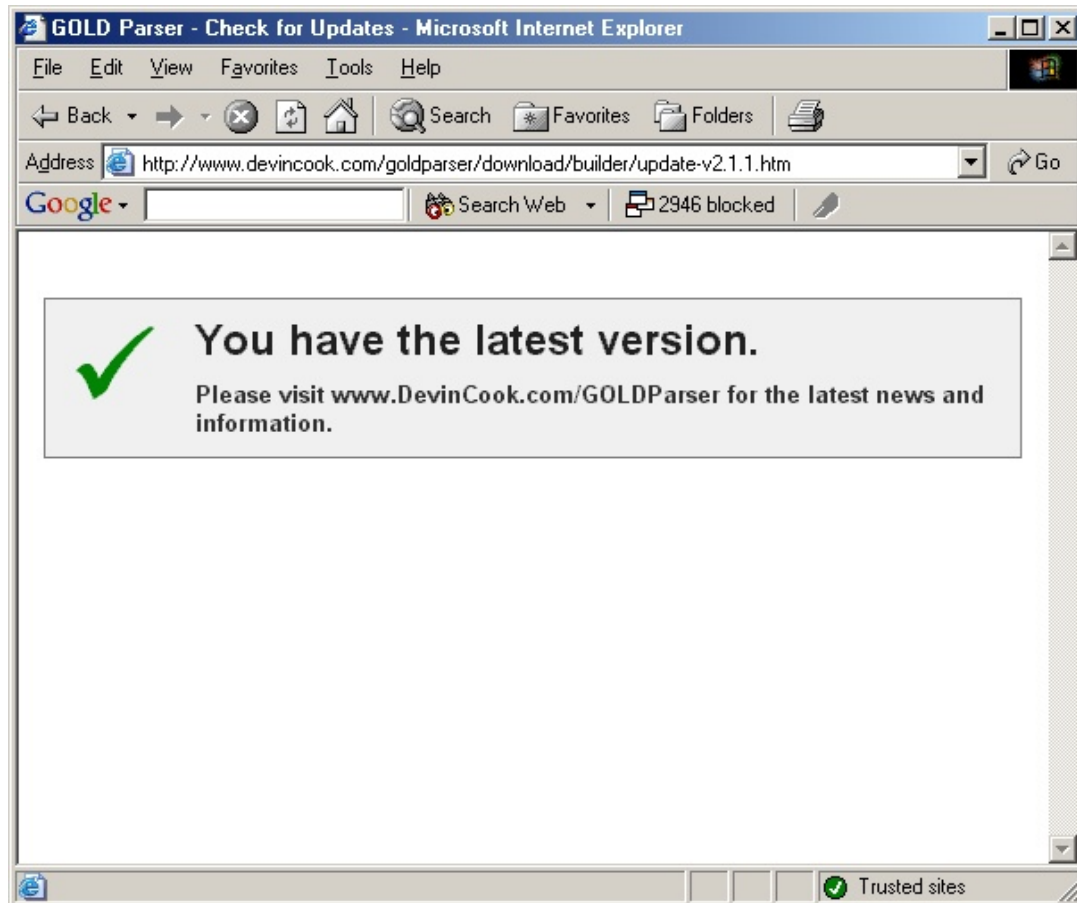 GOLD Parser - Check for Updates - Microsoft Internet Explorer
File Edit View Favorites Tools Help
Back Search Favorites Folders
Address http://www.devincook.com/goldparser/download/builder/update-v2.1.1.htm Go
Google Search Web 2946 blocked
You have the latest version.
Please visit www.DevinCook.com/GOLDParser for the latest news and
information.
Trusted sites